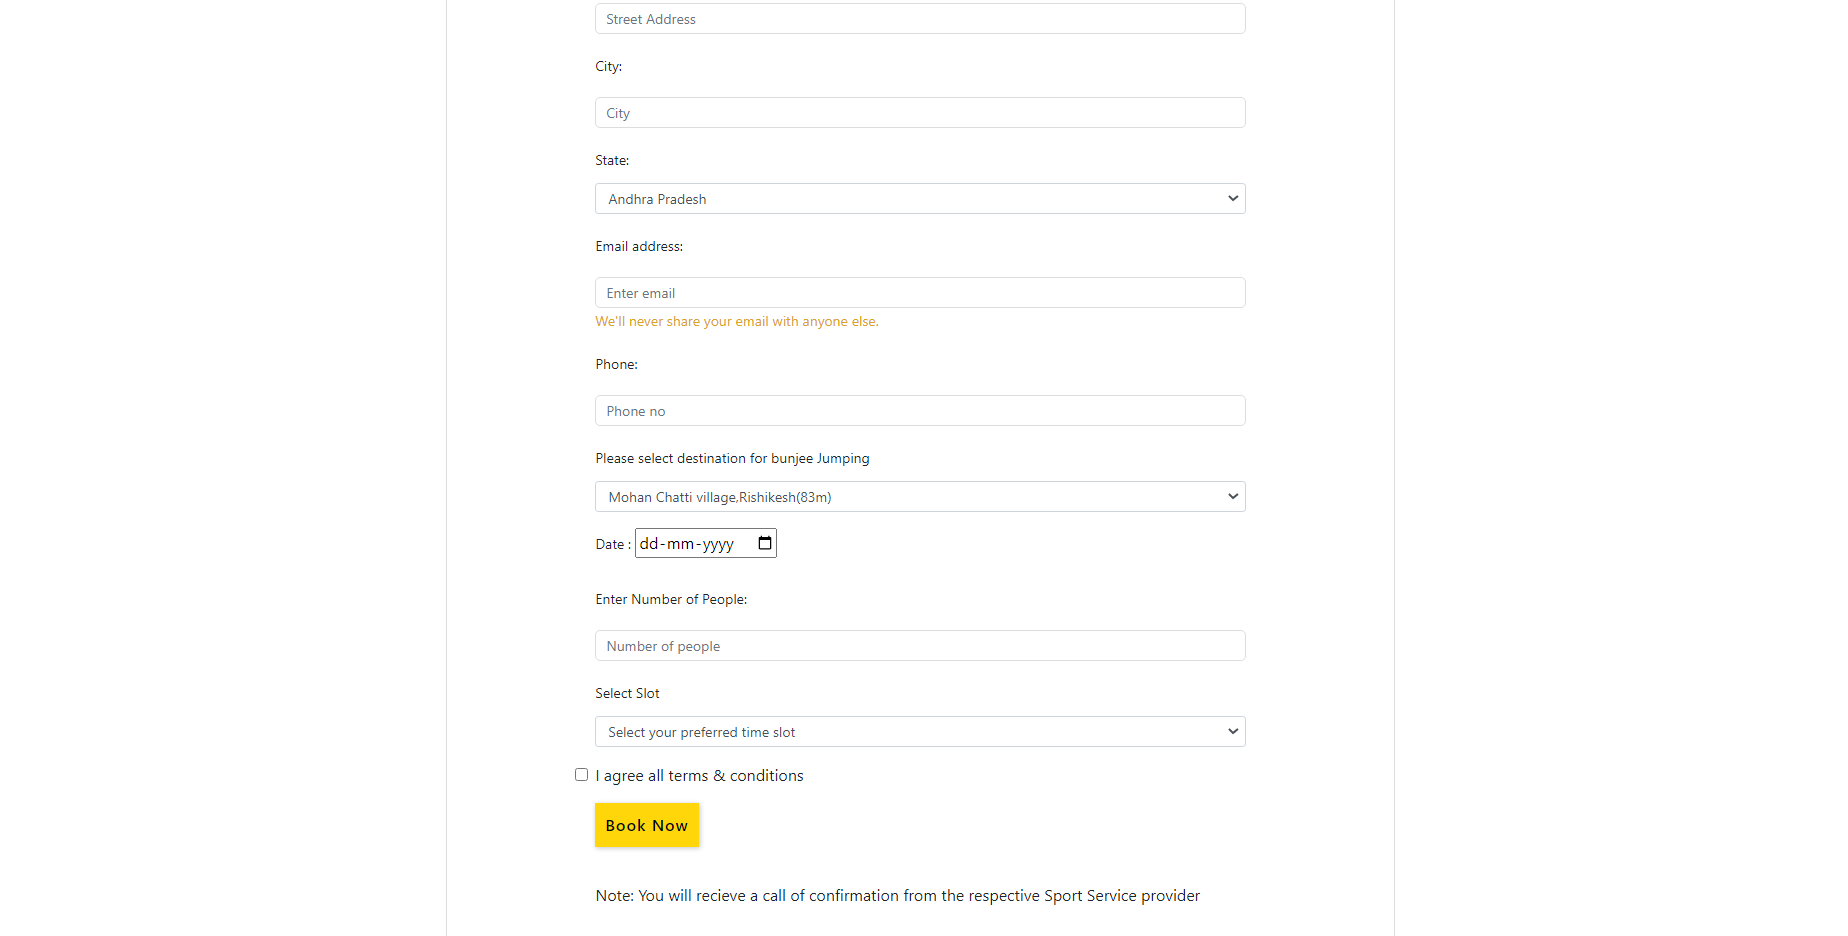 Street Address
City:
City
State:
Andhra Pradesh
Email address:
Enter email
We'll never share your email with anyone else.
Phone:
Phone no
Please select destination for bunjee Jumping
Mohan Chatti village,Rishikesh(83m)
Date : dd-mm-yyyy
Enter Number of People:
Number of people
Select Slot
Select your preferred time slot
I agree all terms & conditions
Book Now
Note: You will recieve a call of confirmation from the respective Sport Service provider